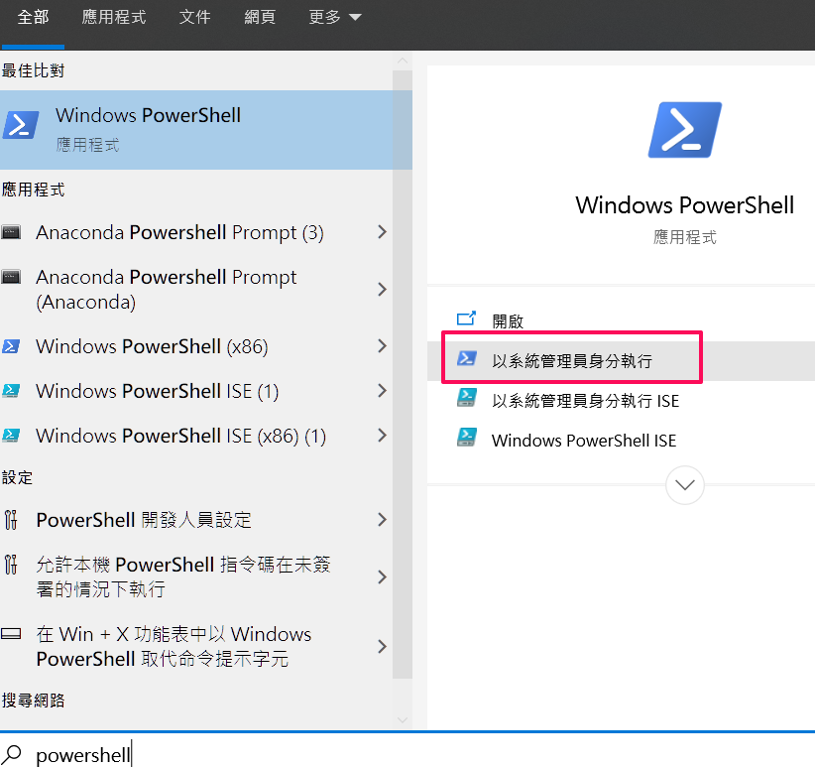 全部 應用程式 文件 網頁 更多
最佳比對
Windows PowerShell
應用程式
應用程式
Anaconda Powershell Prompt (3)
Anaconda Powershell Prompt
(Anaconda)
Windows PowerShell (x86)
Windows PowerShell ISE (1)
Windows PowerShell ISE (x86) (1)
設定
PowerShell 開發人員設定
允許本機 PowerShell 指令碼在未簽
署的情況下執行
在 Win + X 功能表中以 Windows
PowerShell 取代命令提示字元
搜尋網路
powershell
Windows PowerShell
應用程式
開啟
以系統管理員身分執行
以系統管理員身分執行 ISE
Windows PowerShell ISE